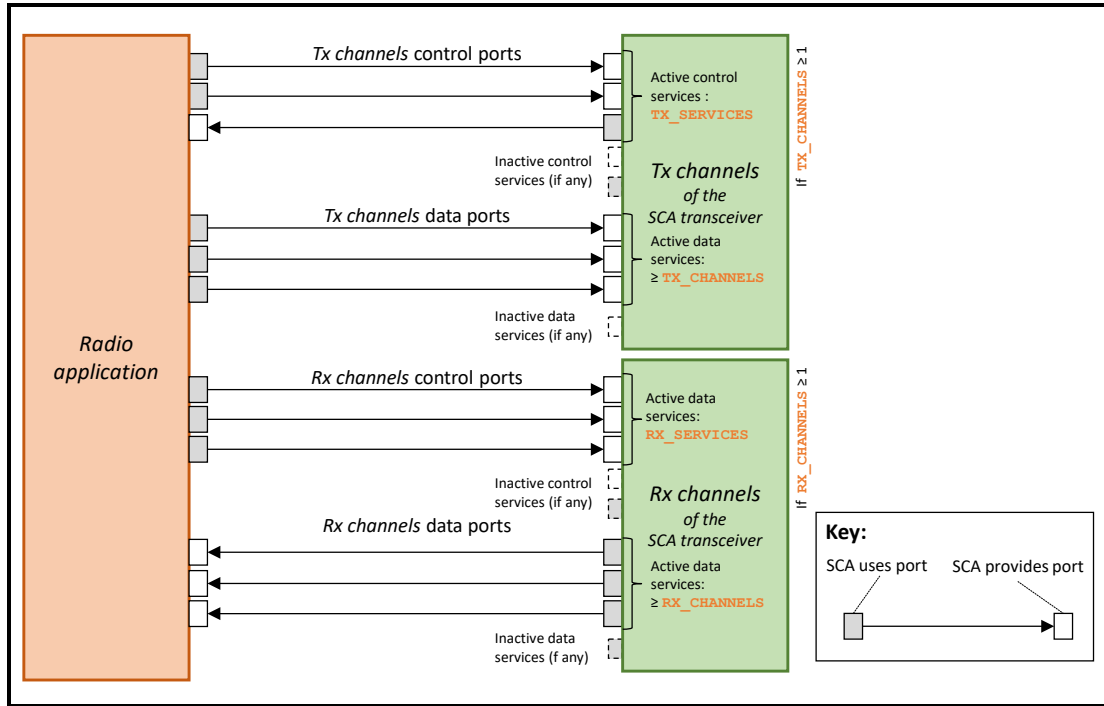 Tx channels control ports
Active control
services :
TX_SERVICES
If TX_CHANNELS ≥ 1
Inactive control
services (if any)
Tx channels
of the
SCA transceiver
Tx channels data ports
Active data
services:
≥ TX_CHANNELS
Inactive data
services (if any)
Radio
application
Rx channels control ports
Active data
services:
RX_SERVICES
If RX_CHANNELS ≥ 1
Inactive control
services (if any)
Rx channels
of the
SCA transceiver
Rx channels data ports
Active data
services:
≥ RX_CHANNELS
Inactive data
services (f any)
Key:
SCA uses port
SCA provides port